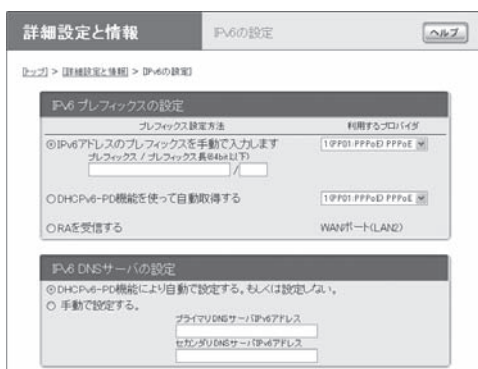 詳細設定と情報 IPv6の設定 ヘルプ
[トップ] > [詳細設定と情報] > [IPv6の設定]
IPv6 プレフィックスの設定
プレフィックス設定方法 利用するプロバイダ
⦿IPv6アドレスのプレフィックスを手動で入力します 1(PP01:PPPoE) PPPoE
プレフィックス / プレフィックス長(64bit以下)
/
○DHCPv6-PD機能を使って自動取得する 1(PP01:PPPoE) PPPoE
○RAを受信する WANポート(LAN2)
IPv6 DNSサーバの設定
⦿DHCPv6-PD機能により自動で設定する。もしくは設定しない。
○ 手動で設定する。
プライマリDNSサーバIPv6アドレス
セカンダリDNSサーバIPv6アドレス